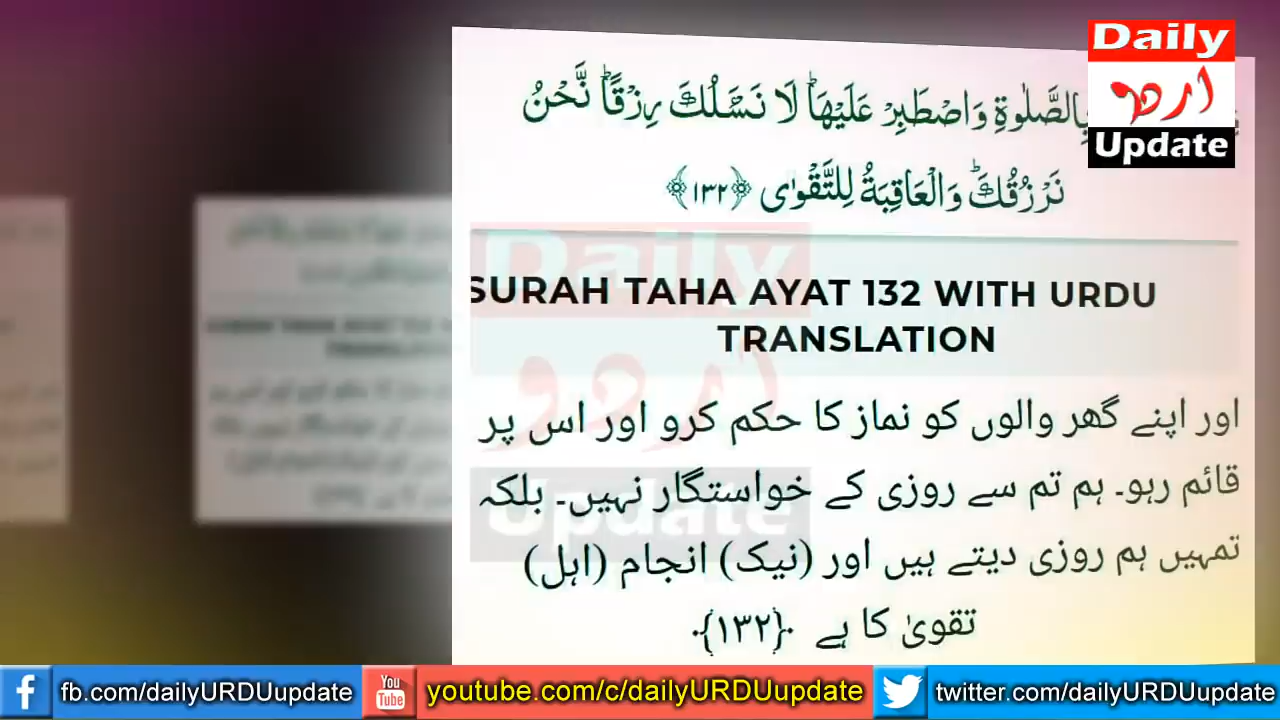 Daily
اردو
Update
بِالصَّلٰوةِ وَاصْطَبِرْ عَلَيْهَا ؕ لَا نَسْـَٔلُكَ رِزْقًا ؕ نَّحْنُ
نَرْزُقُكَ ؕ وَالْعَاقِبَةُ لِلتَّقْوٰى ﴿۱۳۲﴾
Daily
اردو
Update
SURAH TAHA AYAT 132 WITH URDU
TRANSLATION
اور اپنے گھر والوں کو نماز کا حکم کرو اور اس پر
قائم رہو۔ ہم تم سے روزی کے خواستگار نہیں۔ بلکہ
تمہیں ہم روزی دیتے ہیں اور (نیک) انجام (اہل)
تقویٰ کا ہے ﴿۱۳۲﴾
fb.com/dailyURDUupdate
You Tube
youtube.com/c/dailyURDUupdate
twitter.com/dailyURDUupdate